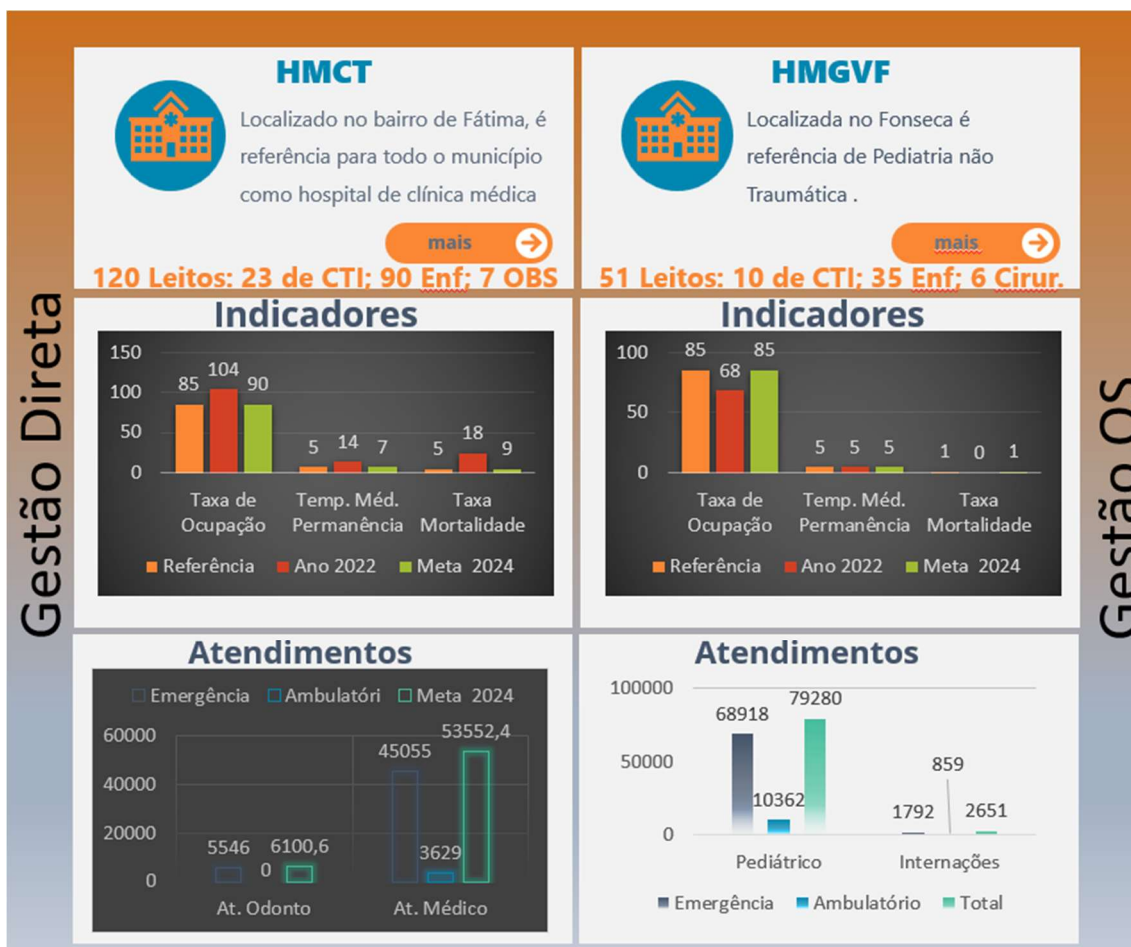 Gestão Direta
HMCT
Localizado no bairro de Fátima, é
referência para todo o município
como hospital de clínica médica
mais
120 Leitos: 23 de CTI; 90 Enf; 7 OBS
Indicadores
150
100
50
0
85 104 90
5 14 7
5 18 9
Taxa de
Ocupação
Temp. Méd.
Permanência
Taxa
Mortalidade
Referência Ano 2022 Meta 2024
Atendimentos
Emergência Ambulatóri Meta 2024
60000
40000
20000
0
5546 0 6100,6
45055 3629 53552,4
At. Odonto At. Médico
HMGVF
Localizada no Fonseca é
referência de Pediatria não
Traumática .
mais
51 Leitos: 10 de CTI; 35 Enf; 6 Cirur.
Indicadores
100
50
0
85 68 85
5 5 5
1 0 1
Taxa de
Ocupação
Temp. Méd.
Permanência
Taxa
Mortalidade
Referência Ano 2022 Meta 2024
Atendimentos
100000
50000
0
68918 10362 79280
1792 859 2651
Pediátrico Internações
Emergência Ambulatório Total
Gestão OS